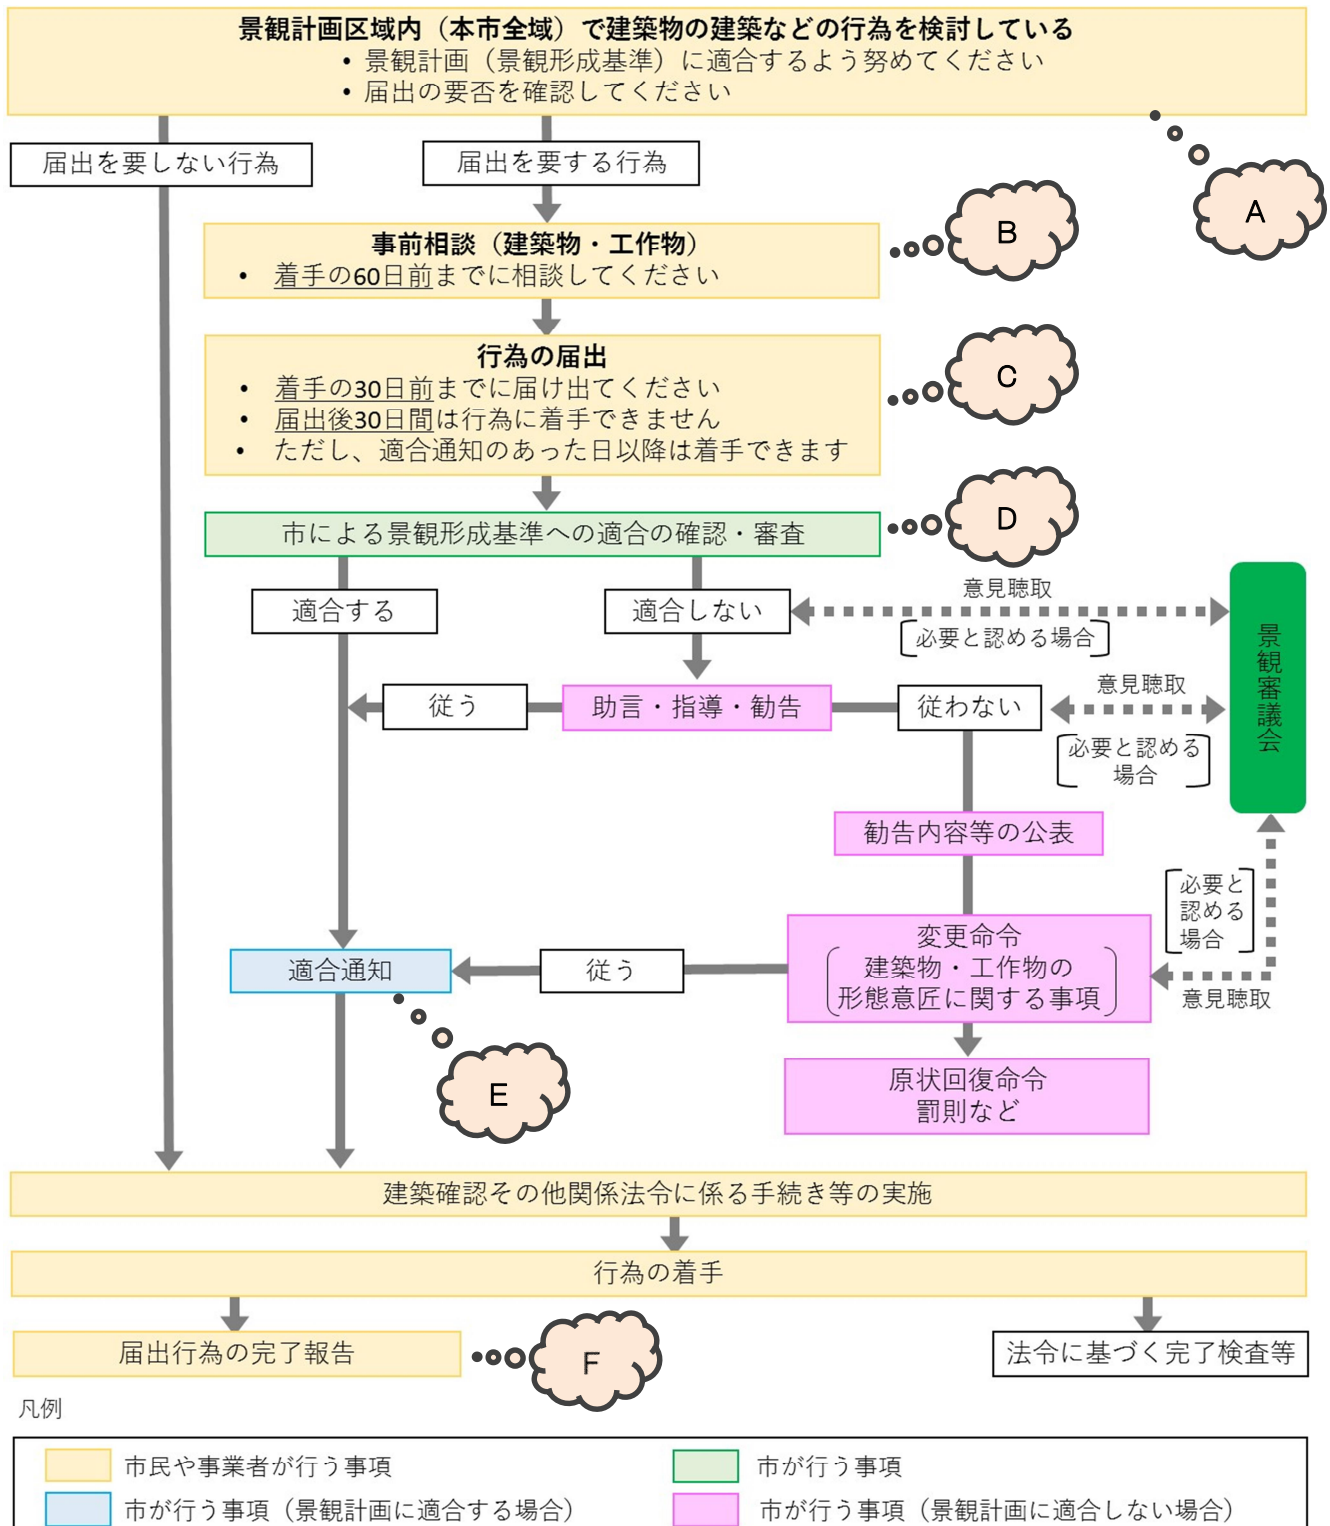 景観計画区域内（本市全域）で建築物の建築などの行為を検討している
• 景観計画（景観形成基準）に適合するよう努めてください
• 届出の要否を確認してください
届出を要しない行為
届出を要する行為
A
事前相談（建築物・工作物）
• 着手の60日前までに相談してください
B
行為の届出
• 着手の30日前までに届け出てください
• 届出後30日間は行為に着手できません
• ただし、適合通知のあった日以降は着手できます
C
市による景観形成基準への適合の確認・審査
D
適合する
適合しない
意見聴取
必要と認める場合
景観審議会
従う
助言・指導・勧告
従わない
意見聴取
必要と認める
場合
勧告内容等の公表
必要と
認める
場合
変更命令
建築物・工作物の
形態意匠に関する事項
意見聴取
適合通知
従う
E
原状回復命令
罰則など
建築確認その他関係法令に係る手続き等の実施
行為の着手
届出行為の完了報告
F
法令に基づく完了検査等
凡例
市民や事業者が行う事項
市が行う事項
市が行う事項（景観計画に適合する場合）
市が行う事項（景観計画に適合しない場合）